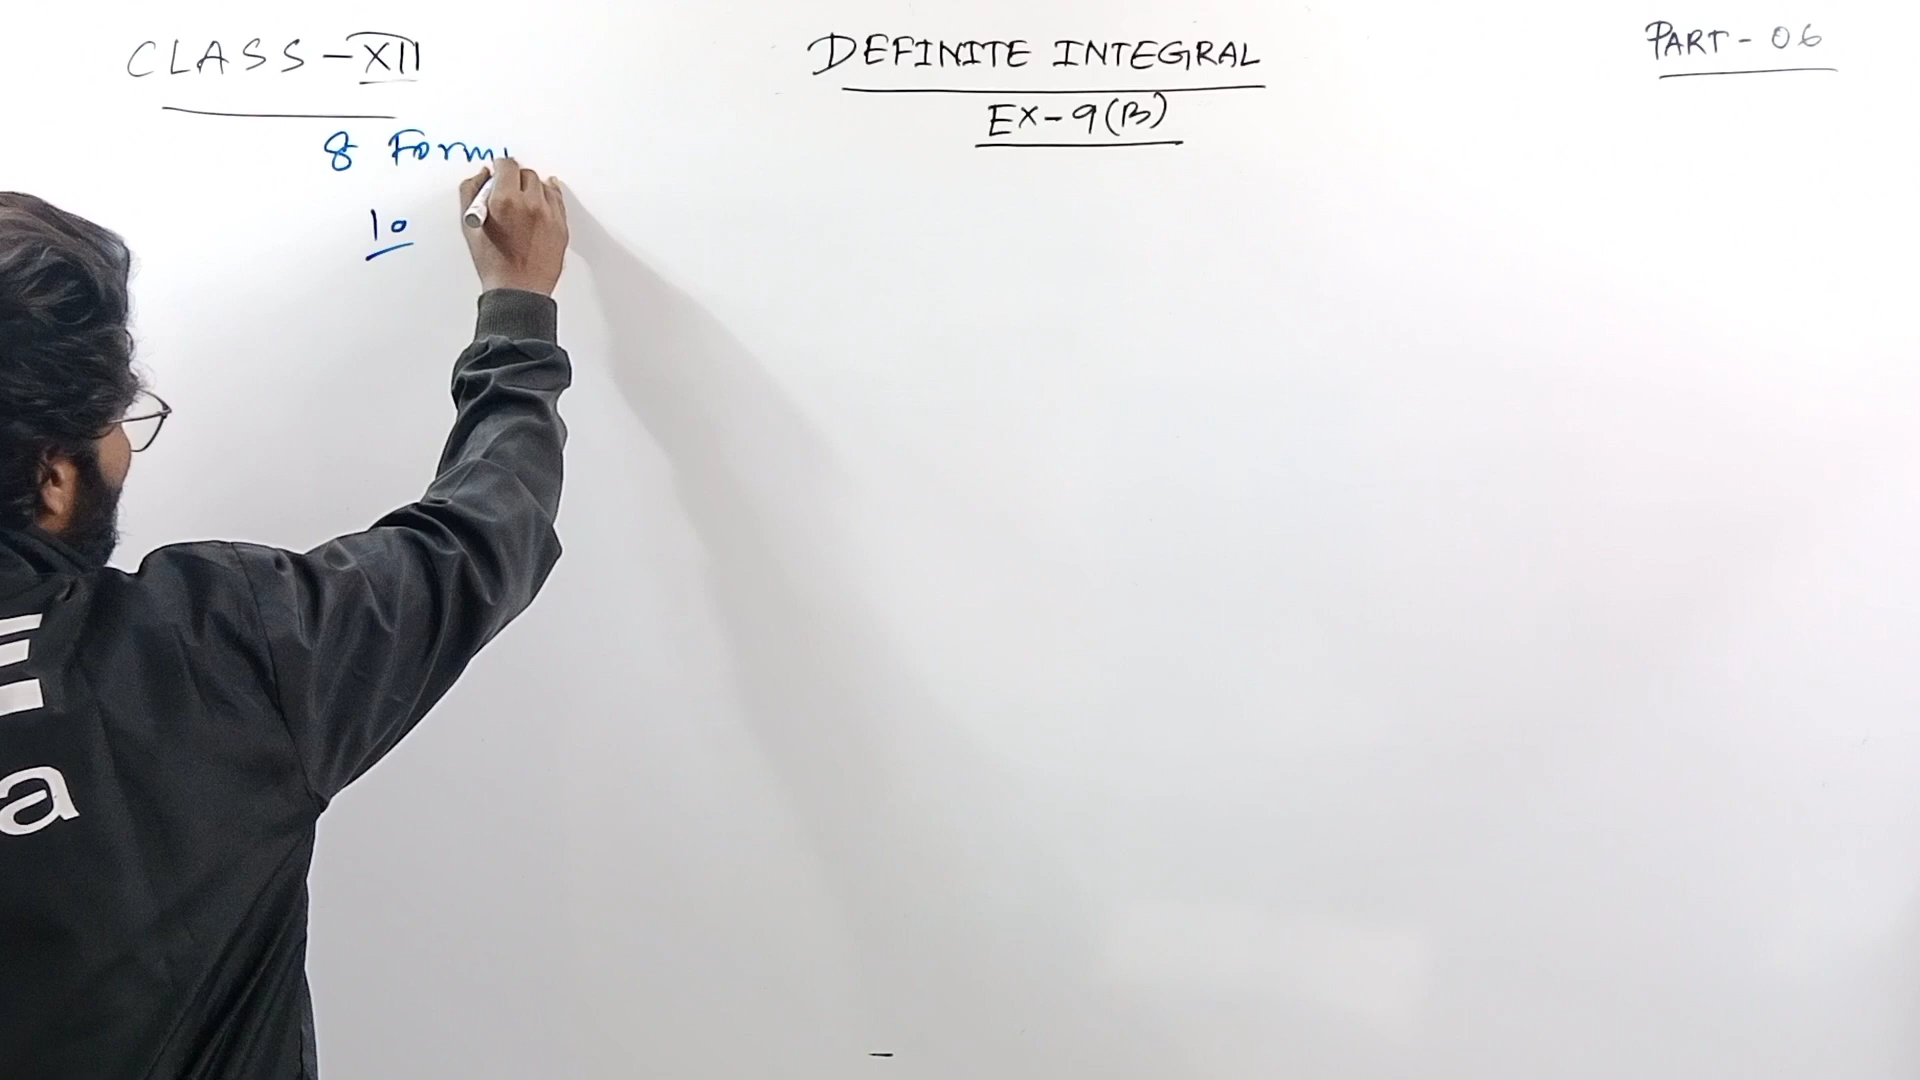 CLASS - XII
DEFINITE INTEGRAL
PART - 06
Ex - 9(B)
8 Form
10
E
a